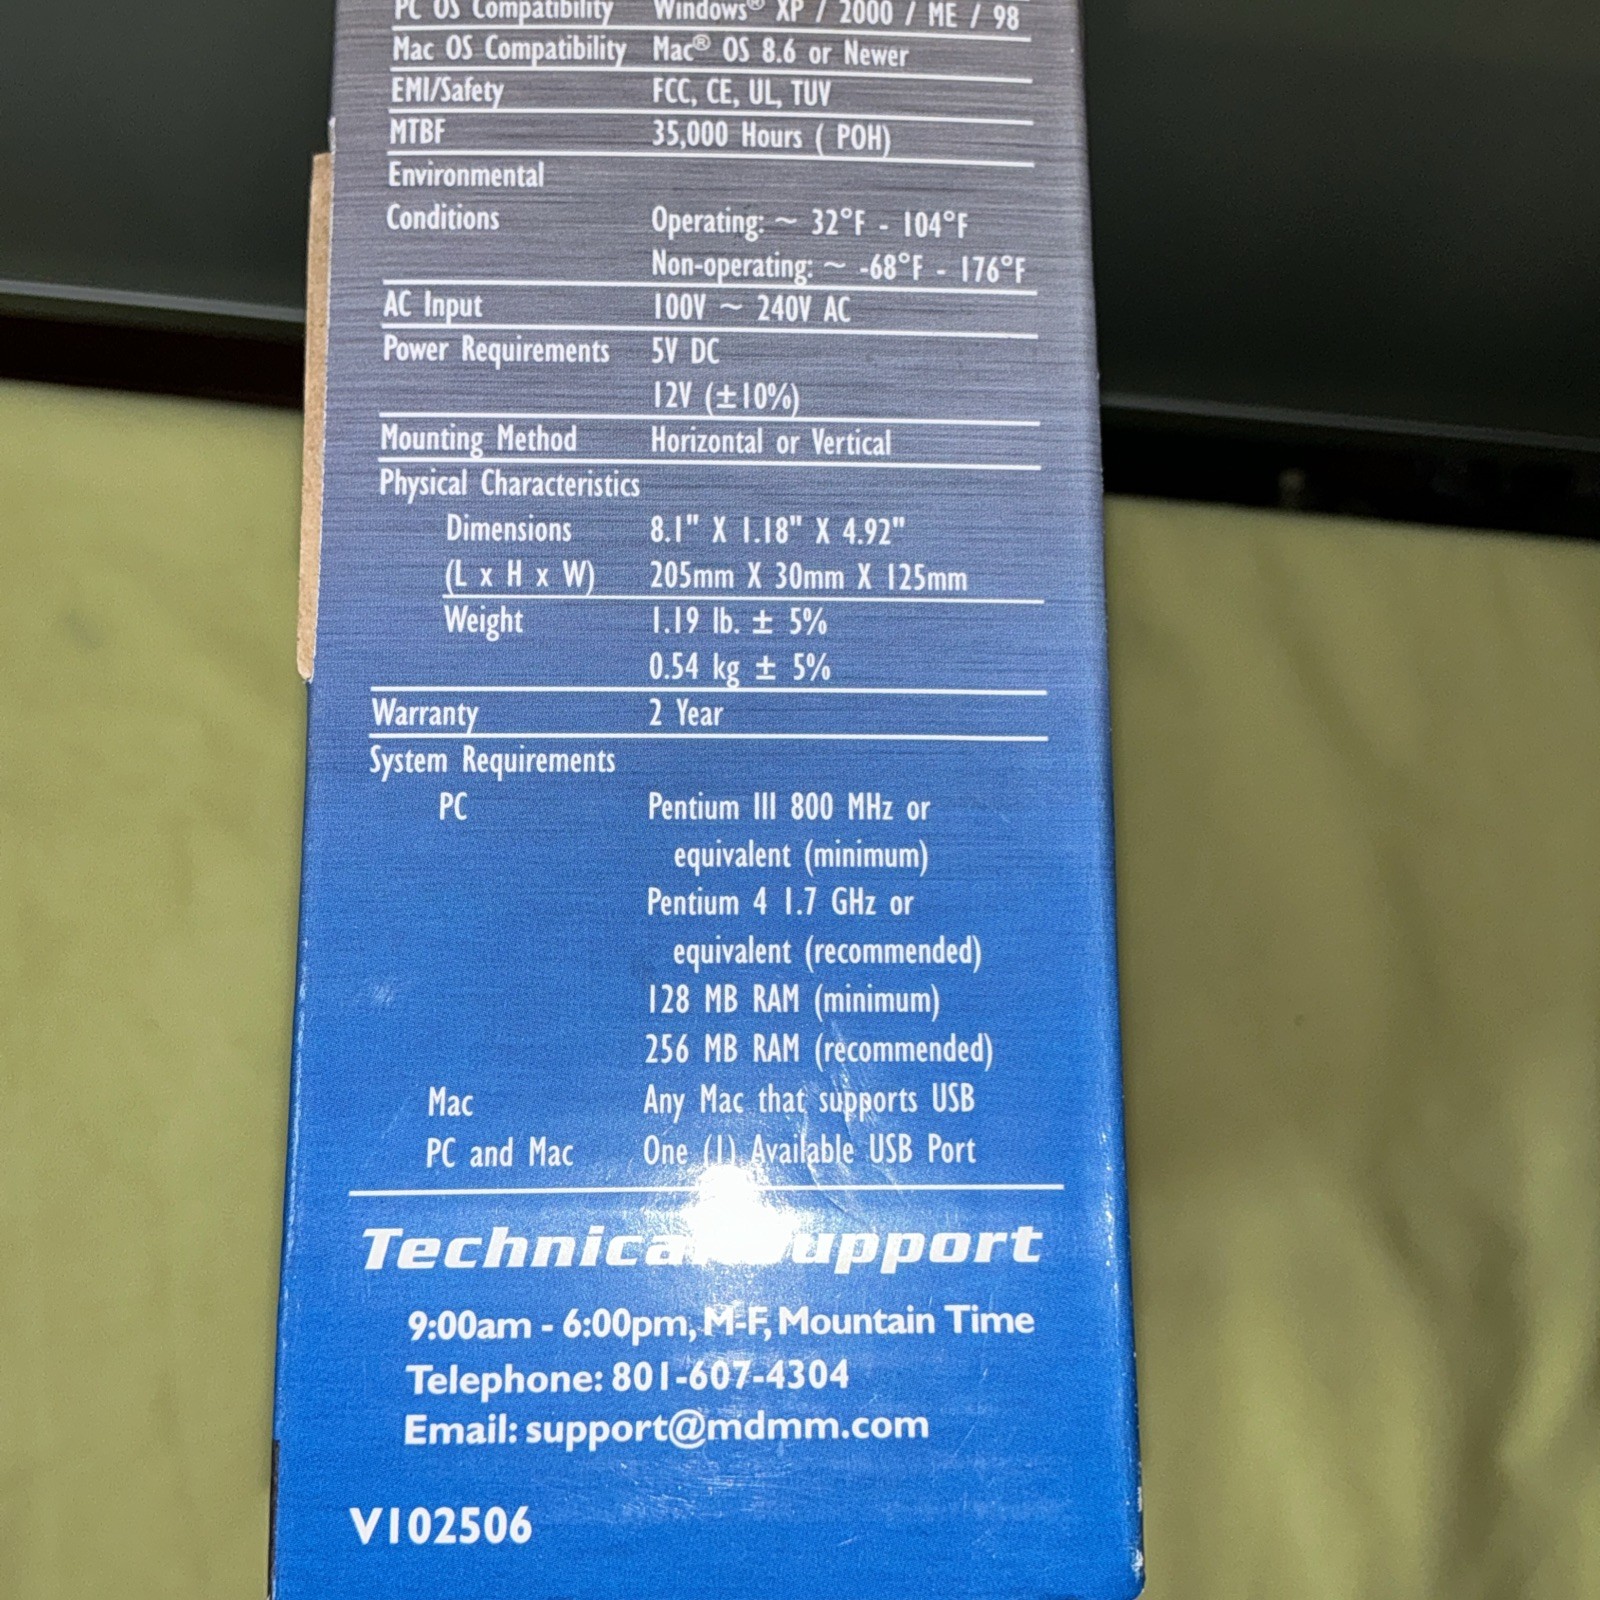 PC OS Compatibility Windows® XP / 2000 / ME / 98
Mac OS Compatibility Mac® OS 8.6 or Newer
EMI/Safety FCC, CE, UL, TUV
MTBF 35,000 Hours ( POH)
Environmental
Conditions Operating: ~ 32°F - 104°F
Non-operating: ~ -68°F - 176°F
AC Input 100V ~ 240V AC
Power Requirements 5V DC
12V (±10%)
Mounting Method Horizontal or Vertical
Physical Characteristics
Dimensions 8.1" X 1.18" X 4.92"
(L x H x W) 205mm X 30mm X 125mm
Weight 1.19 lb. ± 5%
0.54 kg ± 5%
Warranty 2 Year
System Requirements
PC Pentium III 800 MHz or
equivalent (minimum)
Pentium 4 1.7 GHz or
equivalent (recommended)
128 MB RAM (minimum)
256 MB RAM (recommended)
Mac Any Mac that supports USB
PC and Mac One (1) Available USB Port
Technical Support
9:00am - 6:00pm, M-F, Mountain Time
Telephone: 801-607-4304
Email: support@mdmm.com
V102506